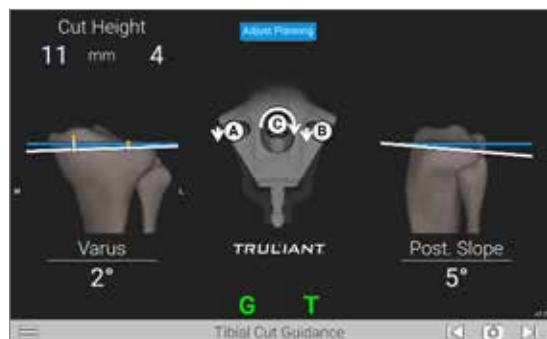 Cut Height
Adjust Planning
11 mm 4
A
C
B
M
L
Varus
2°
TRULIANT
Post. Slope
5°
G T
Tibial Cut Guidance